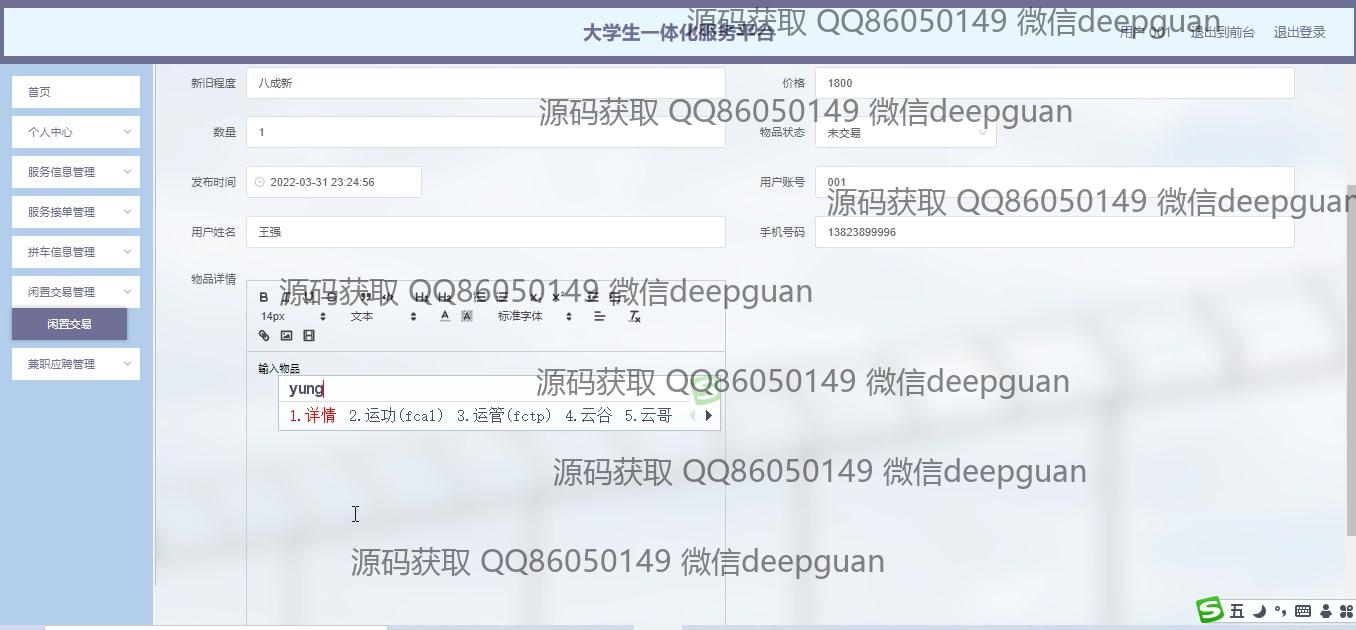 大学生一体化服务平台
用户 001 退出到前台 退出登录
源码获取 QQ86050149 微信deepguan
首页
个人中心
服务信息管理
服务接单管理
拼车信息管理
闲置交易管理
闲置交易
兼职应聘管理
新旧程度 八成新 价格 1800
源码获取 QQ86050149 微信deepguan
数量 1 物品状态 未交易
发布时间 2022-03-31 23:24:56 用户账号 001
源码获取 QQ86050149 微信deepguan
用户姓名 王强 手机号码 13823899996
物品详情
源码获取 QQ86050149 微信deepguan
14px 文本 标准字体
输入物品
yung
源码获取 QQ86050149 微信deepguan
1.详情 2.运功(fcal) 3.运管(fctp) 4.云谷 5.云哥
源码获取 QQ86050149 微信deepguan
源码获取 QQ86050149 微信deepguan
五